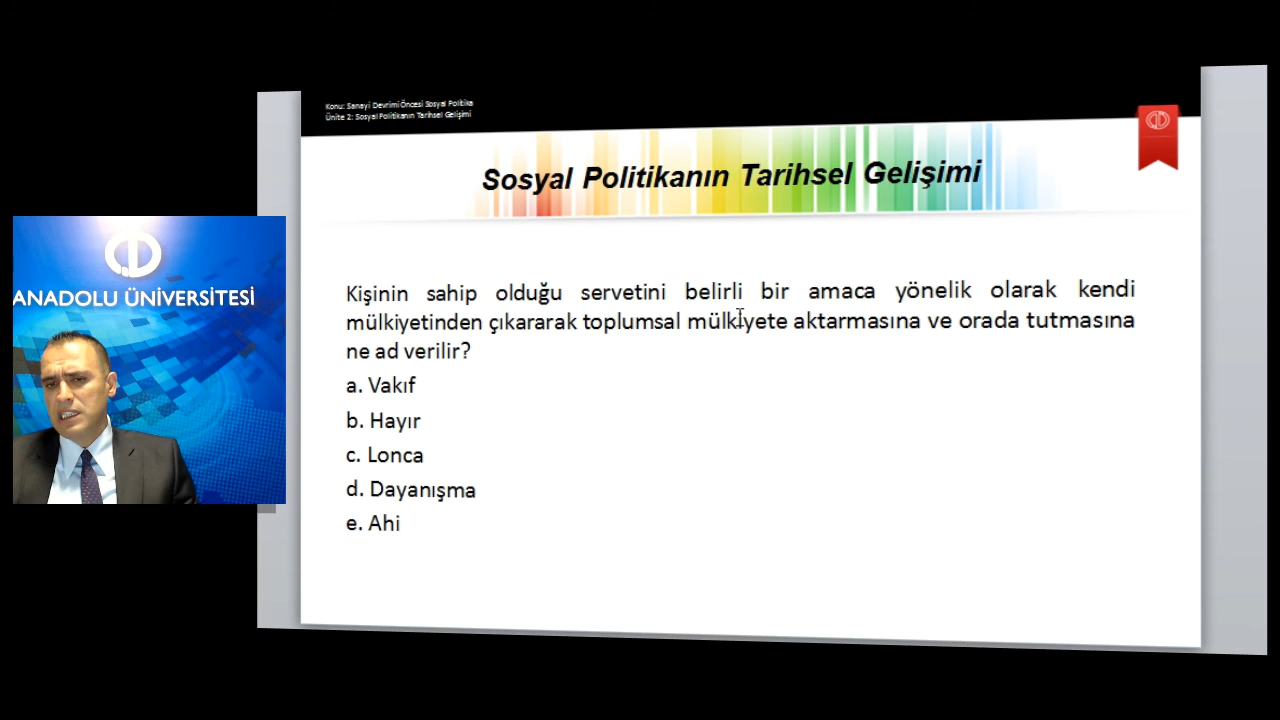 Konu: Sanayi Devrimi Öncesi Sosyal Politika
Ünite 2: Sosyal Politikanın Tarihsel Gelişimi
Sosyal Politikanın Tarihsel Gelişimi
ANADOLU ÜNİVERSİTESİ
Kişinin sahip olduğu servetini belirli bir amaca yönelik olarak kendi
mülkiyetinden çıkararak toplumsal mülkiyete aktarmasına ve orada tutmasına
ne ad verilir?
a. Vakıf
b. Hayır
c. Lonca
d. Dayanışma
e. Ahi